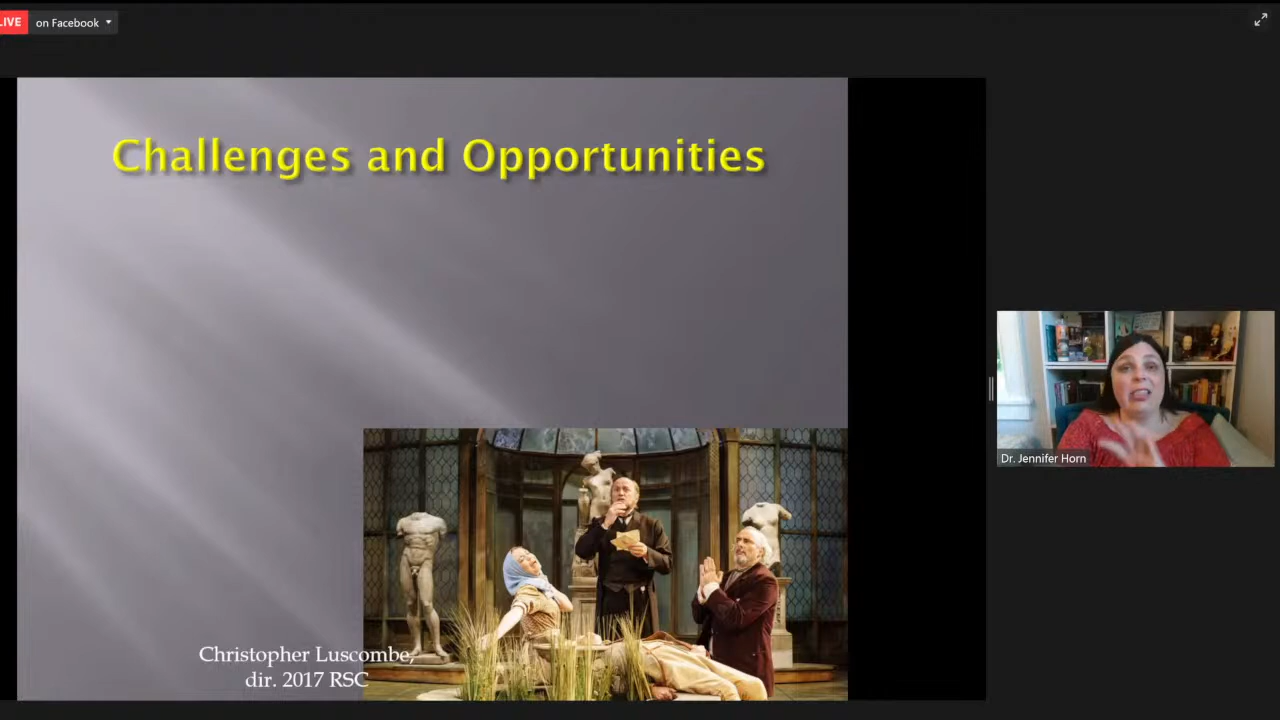 LIVE on Facebook
Challenges and Opportunities
Christopher Luscombe,
dir. 2017 RSC
Dr. Jennifer Horn